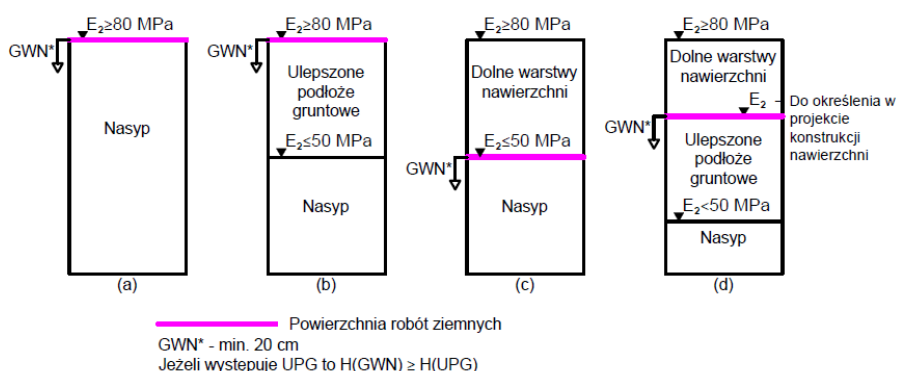 E₂≥80 MPa
GWN*
Nasyp
(a)
E₂≥80 MPa
GWN*
Ulepszone
podłoże
gruntowe
E₂≤50 MPa
Nasyp
(b)
E₂≥80 MPa
Dolne warstwy
nawierzchni
E₂≤50 MPa
GWN*
Nasyp
(c)
E₂≥80 MPa
Dolne warstwy
nawierzchni
E₂ - Do określenia w
projekcie
konstrukcji
nawierzchni
GWN*
Ulepszone
podłoże
gruntowe
E₂<50 MPa
Nasyp
(d)
Powierzchnia robót ziemnych
GWN* - min. 20 cm
Jeżeli występuje UPG to H(GWN) ≥ H(UPG)